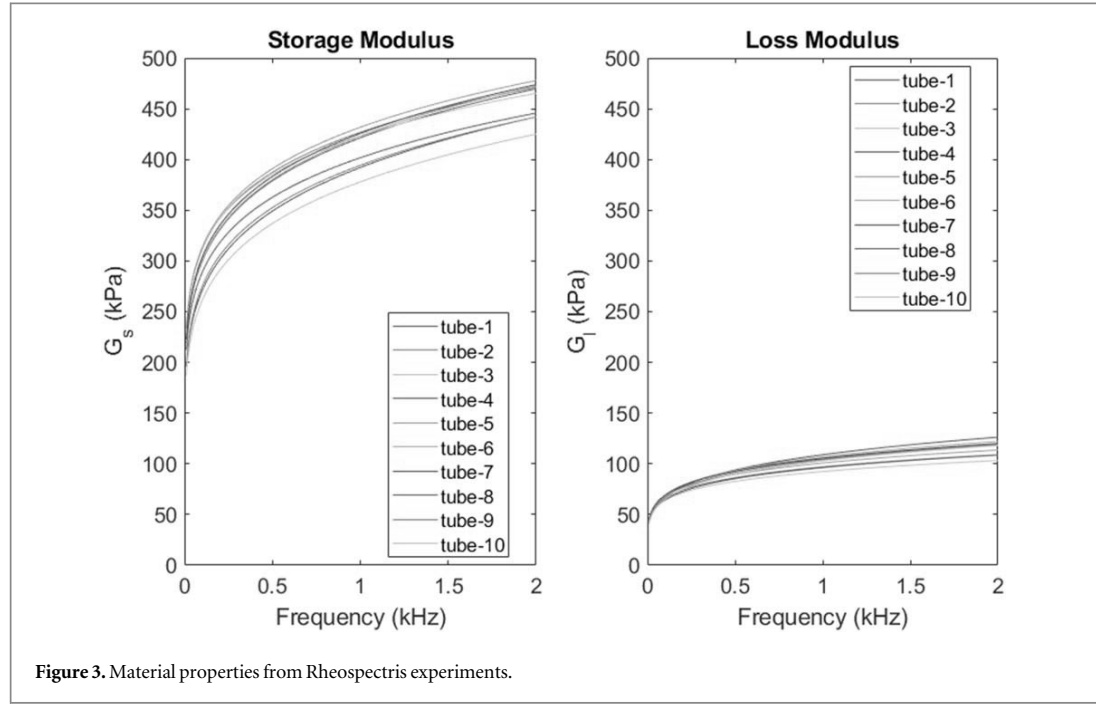 Storage Modulus
500
450
400
350
300
250
200
150
100
50
0
G_s (kPa)
tube-1
tube-2
tube-3
tube-4
tube-5
tube-6
tube-7
tube-8
tube-9
tube-10
0 0.5 1 1.5 2
Frequency (kHz)
Loss Modulus
500
450
400
350
300
250
200
150
100
50
0
G_l (kPa)
tube-1
tube-2
tube-3
tube-4
tube-5
tube-6
tube-7
tube-8
tube-9
tube-10
0 0.5 1 1.5 2
Frequency (kHz)
Figure 3. Material properties from Rheospectris experiments.